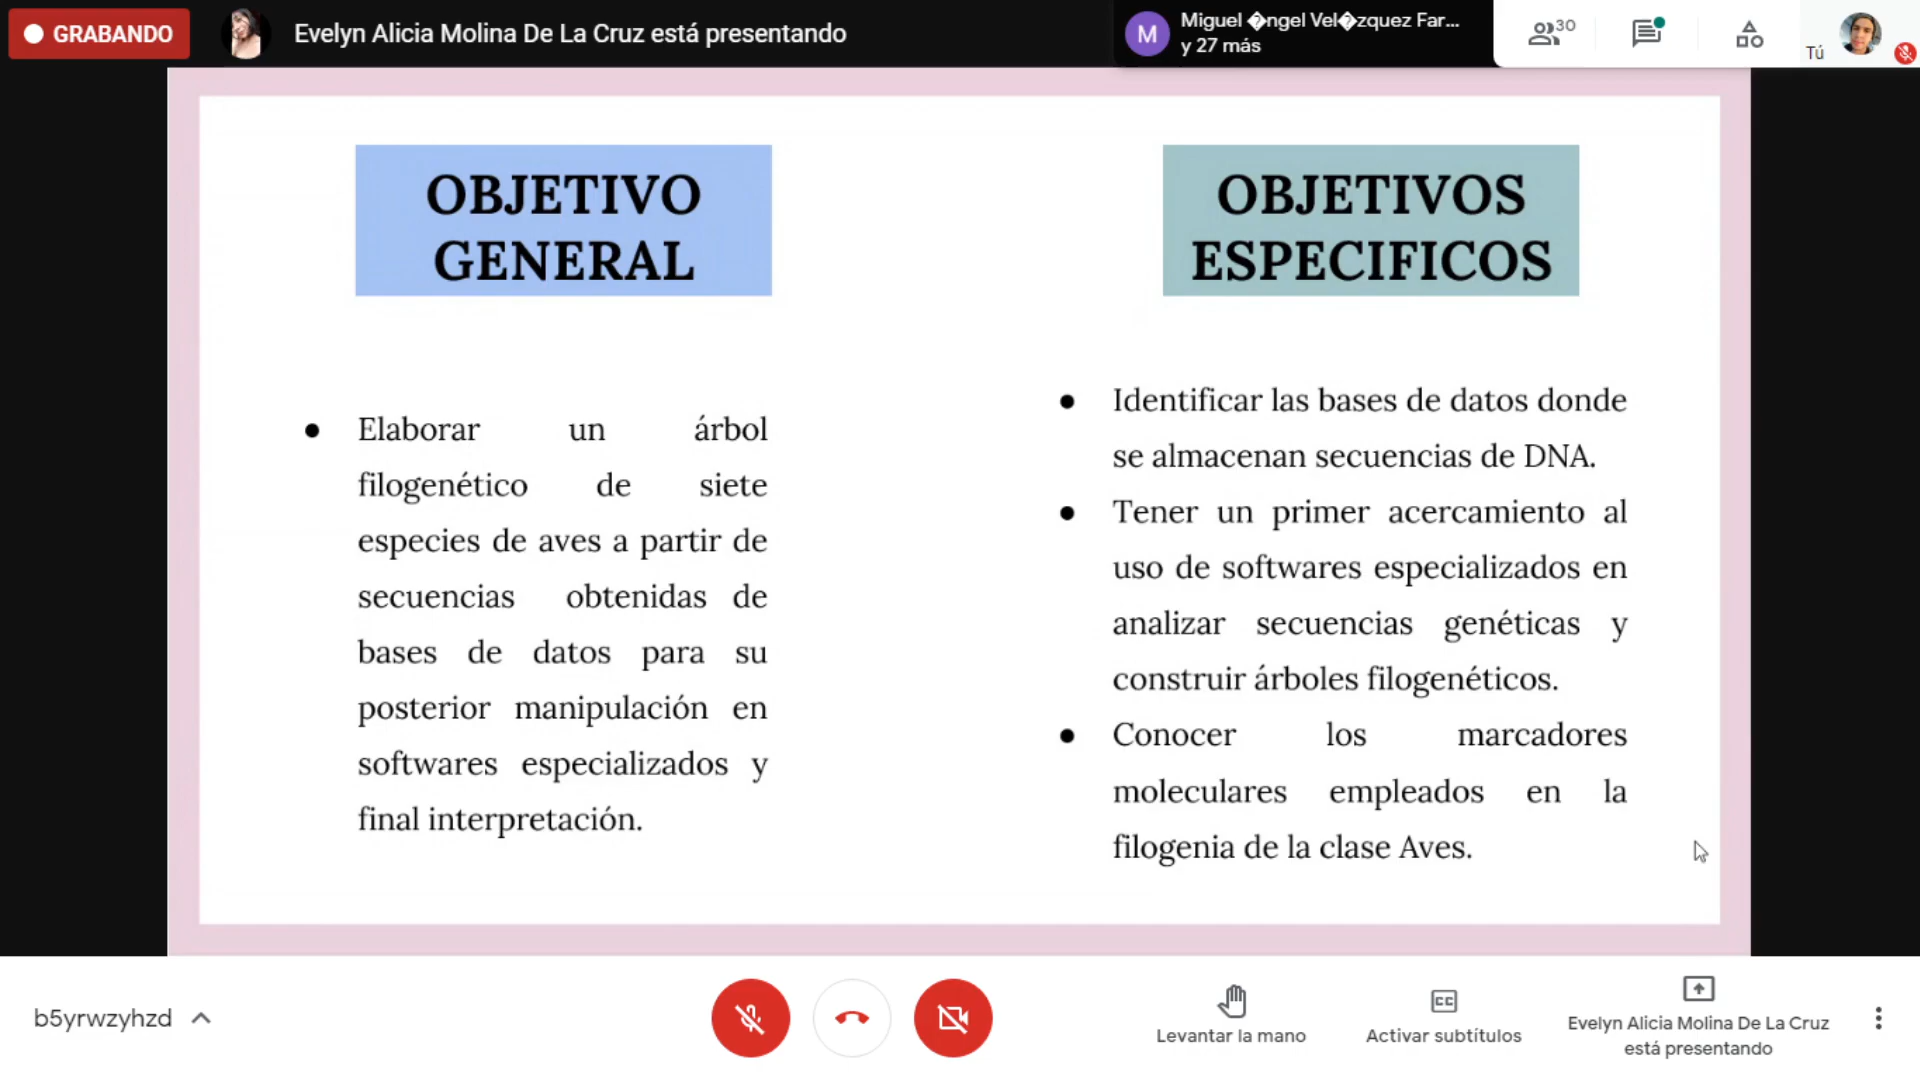 GRABANDO
Evelyn Alicia Molina De La Cruz está presentando
M
Miguel �ngel Vel�zquez Far...
y 27 más
30
Tú
OBJETIVO
GENERAL
Elaborar un árbol
filogenético de siete
especies de aves a partir de
secuencias obtenidas de
bases de datos para su
posterior manipulación en
softwares especializados y
final interpretación.
OBJETIVOS
ESPECIFICOS
Identificar las bases de datos donde
se almacenan secuencias de DNA.
Tener un primer acercamiento al
uso de softwares especializados en
analizar secuencias genéticas y
construir árboles filogenéticos.
Conocer los marcadores
moleculares empleados en la
filogenia de la clase Aves.
b5yrwzyhzd
Levantar la mano
CC
Activar subtítulos
Evelyn Alicia Molina De La Cruz
está presentando